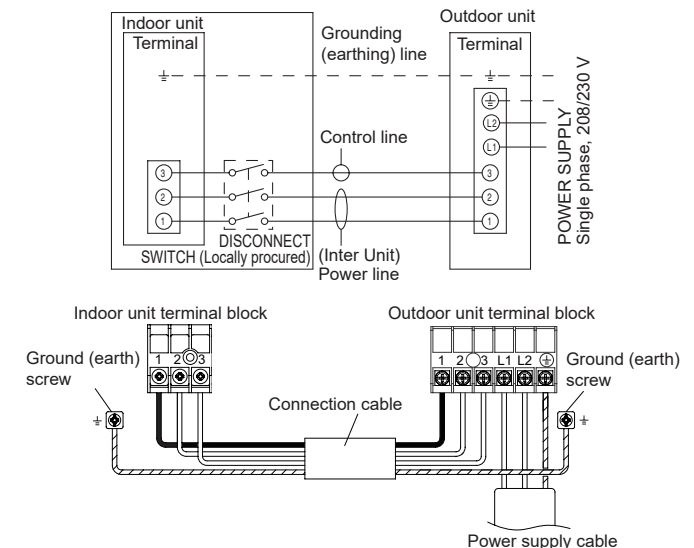 Indoor unit
Terminal
Grounding
(earthing) line
Outdoor unit
Terminal
L2
L1
Control line
3
2
1
3
2
1
DISCONNECT
SWITCH (Locally procured)
(Inter Unit)
Power line
POWER SUPPLY
Single phase, 208/230 V
Indoor unit terminal block
Outdoor unit terminal block
Ground (earth)
screw
1 2 3
1 2 3 L1 L2
Ground (earth)
screw
Connection cable
Power supply cable